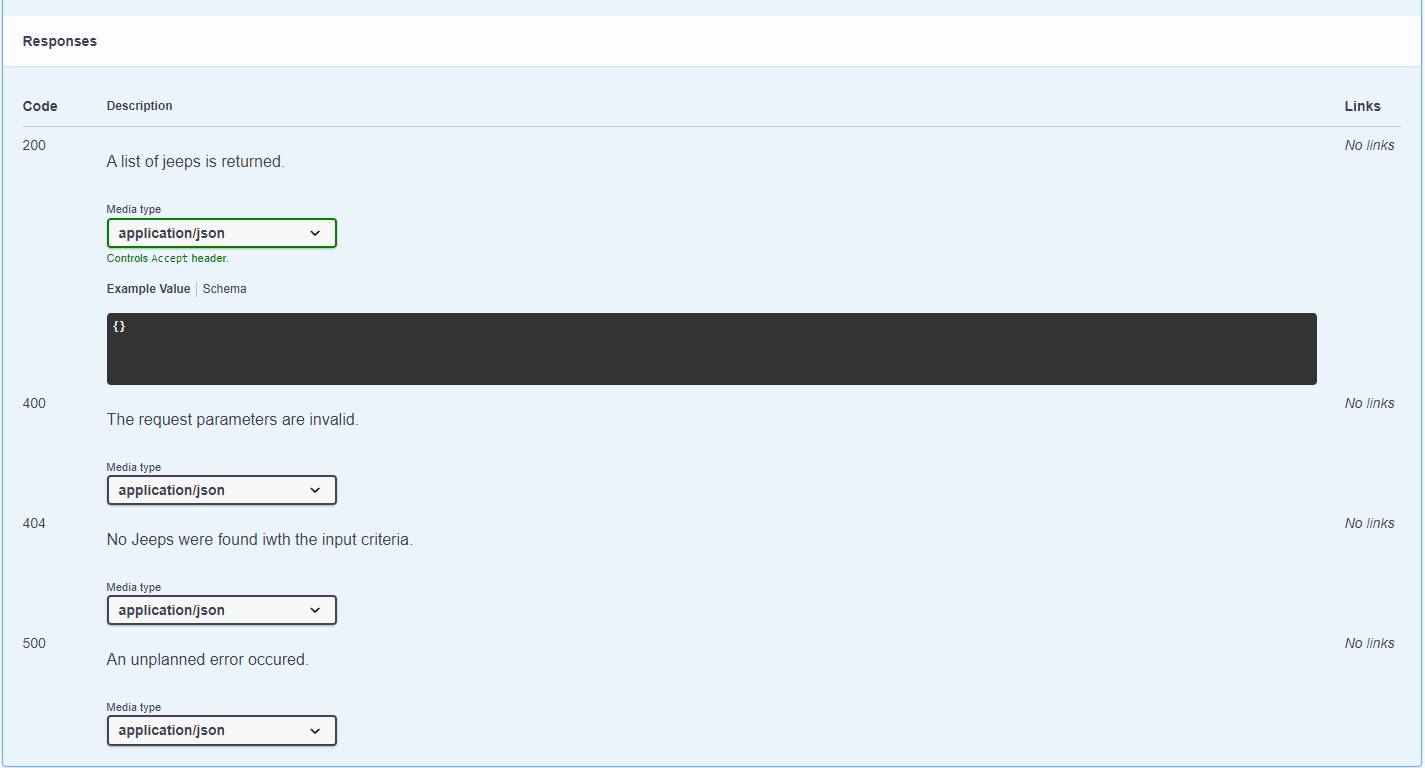 Responses
Code Description Links
200 No links
A list of jeeps is returned.
Media type
application/json
Controls Accept header.
Example Value Schema
{}
400 No links
The request parameters are invalid.
Media type
application/json
404 No links
No Jeeps were found iwth the input criteria.
Media type
application/json
500 No links
An unplanned error occured.
Media type
application/json